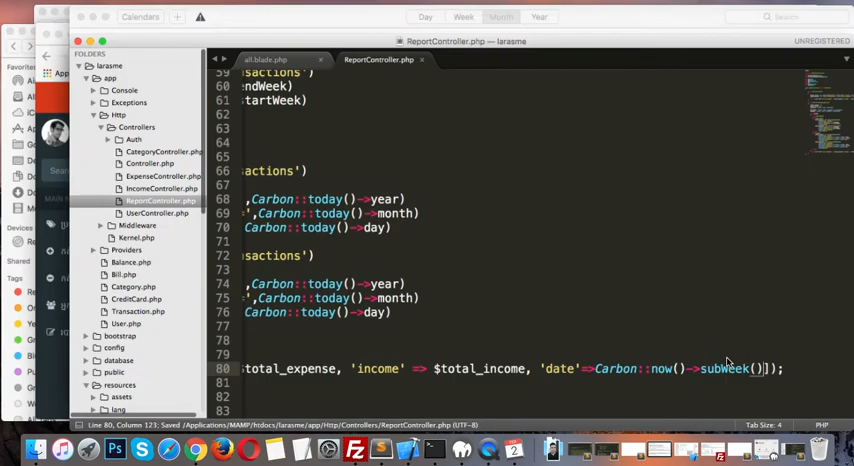 Calendars
+
Day
Week
Month
Year
Search
ReportController.php — larasme
UNREGISTERED
FOLDERS
larasme
app
Console
Exceptions
Http
Controllers
Auth
CategoryController.php
Controller.php
ExpenseController.php
IncomeController.php
ReportController.php
UserController.php
Middleware
Kernel.php
Providers
Balance.php
Bill.php
Category.php
CreditCard.php
Transaction.php
User.php
bootstrap
config
database
public
resources
assets
lang
all.blade.php
ReportController.php
59 nsactions')
60 endWeek)
61 startWeek)
62
63
64
65
66 sactions')
67
68 ,Carbon::today()->year)
69 =',Carbon::today()->month)
70 ,Carbon::today()->day)
71
72 nsactions')
73
74 ,Carbon::today()->year)
75 =',Carbon::today()->month)
76 ,Carbon::today()->day)
77
78
79
80 $total_expense, 'income' => $total_income, 'date'=>Carbon::now()->subWeek()]);
81
82
83
Line 80, Column 123; Saved /Applications/MAMP/htdocs/larasme/app/Http/Controllers/ReportController.php
Tab Size: 4
PHP
Favorites
Devices
Shared
Tags